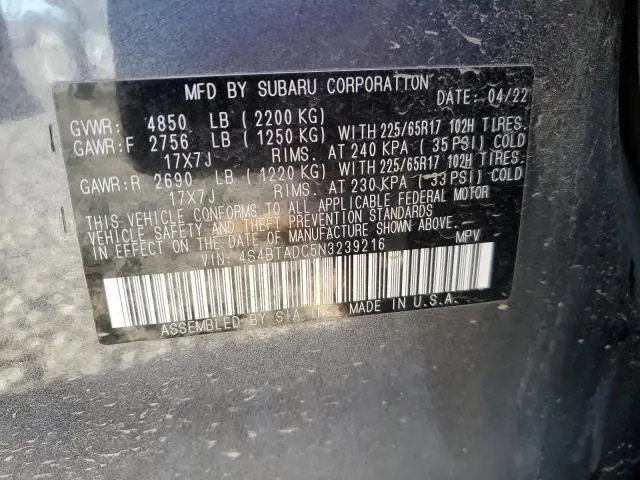 MFD BY SUBARU CORPORATION
DATE: 04/22
GVWR: 4850 LB (2200 KG)
GAWR:F 2756 LB (1250 KG) WITH 225/65R17 102H TIRES.
17X7J RIMS. AT 240 KPA (35 PSI) COLD
GAWR:R 2690 LB (1220 KG) WITH 225/65R17 102H TIRES.
17X7J RIMS. AT 230 KPA (33 PSI) COLD
THIS VEHICLE CONFORMS TO ALL APPLICABLE FEDERAL MOTOR
VEHICLE SAFETY AND THEFT PREVENTION STANDARDS
IN EFFECT ON THE DATE OF MANUFACTURE SHOWN ABOVE.
VIN: 4S4BTADC5N3239216 MPV
ASSEMBLED BY SIA IN MADE IN U.S.A.